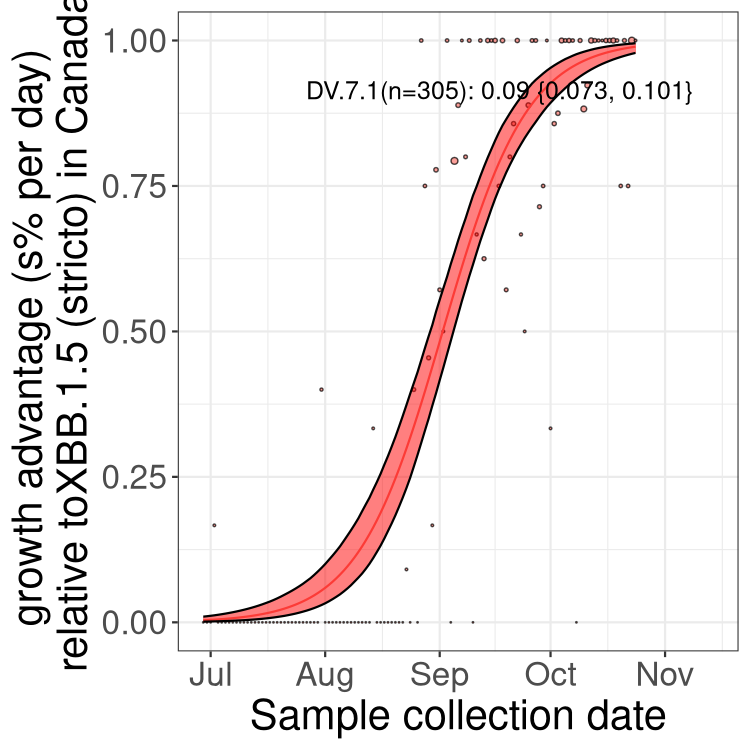 growth advantage (s% per day)
relative toXBB.1.5 (stricto) in Canada
1.00
0.75
0.50
0.25
0.00
DV.7.1(n=305): 0.09 {0.073, 0.101}
Jul Aug Sep Oct Nov
Sample collection date